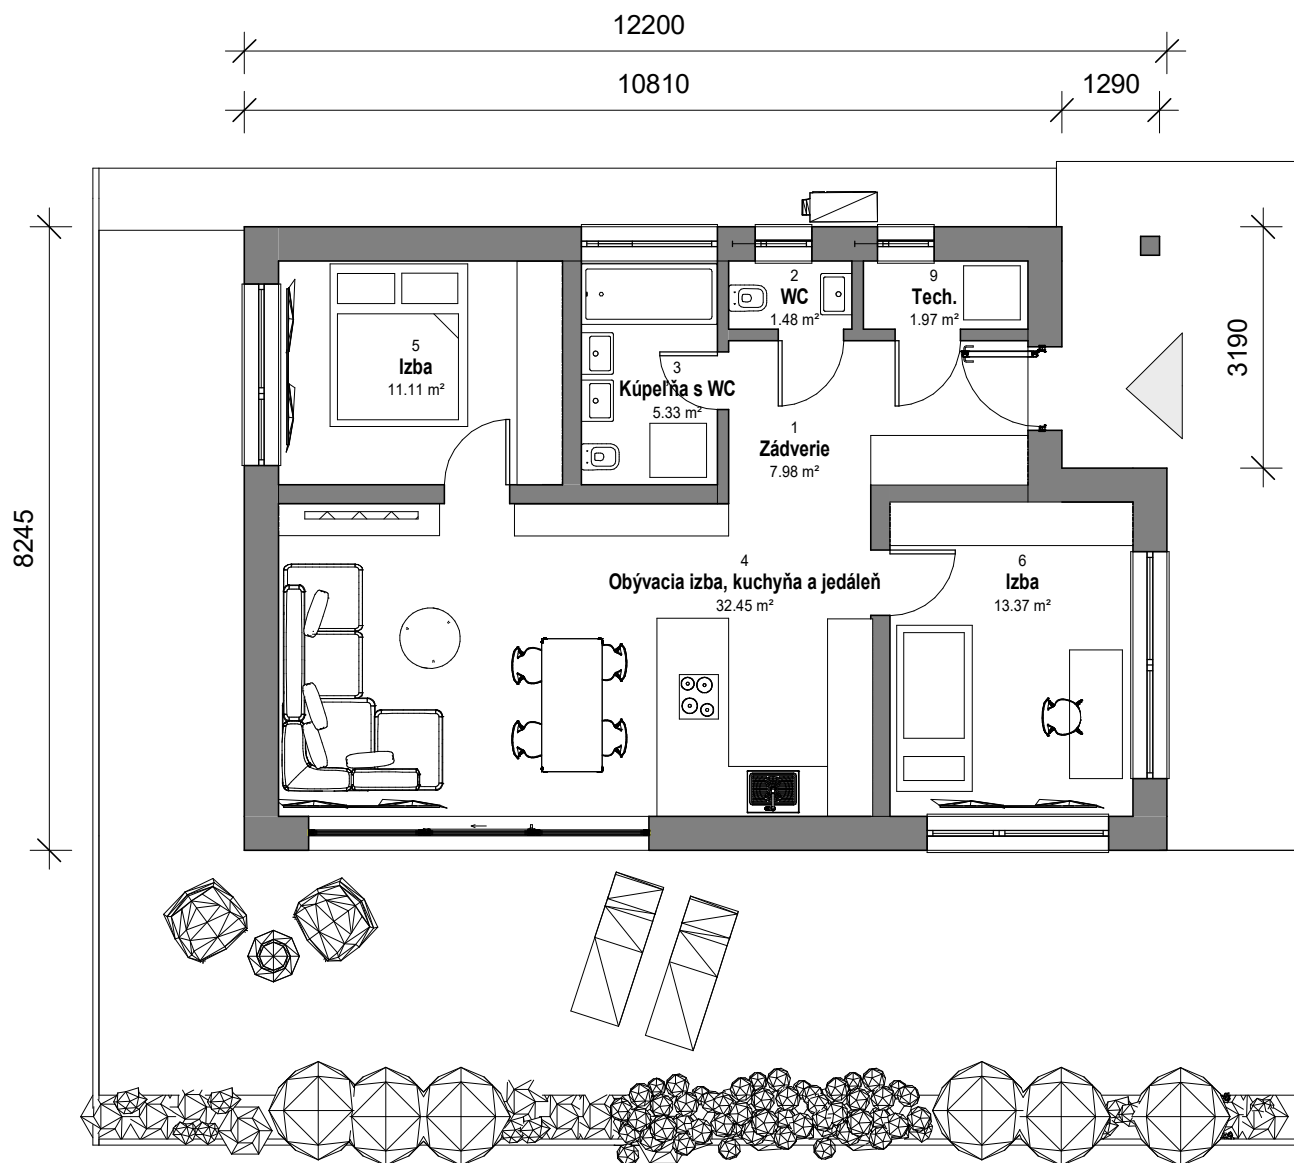 12200
10810
1290
3190
8245
5
Izba
11.11 m²
3
Kúpeľňa s WC
5.33 m²
2
WC
1.48 m²
9
Tech.
1.97 m²
1
Zádverie
7.98 m²
4
Obývacia izba, kuchyňa a jedáleň
32.45 m²
6
Izba
13.37 m²